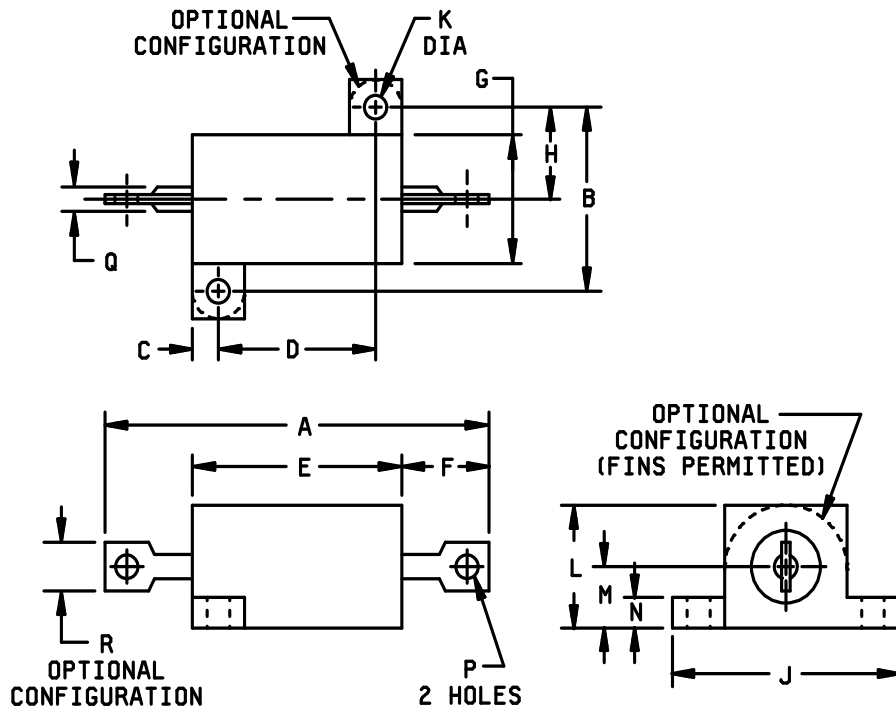 OPTIONAL
CONFIGURATION
K
DIA
G
H
B
Q
C
D
A
E
F
OPTIONAL
CONFIGURATION
(FINS PERMITTED)
L
M
N
J
R
OPTIONAL
CONFIGURATION
P
2 HOLES